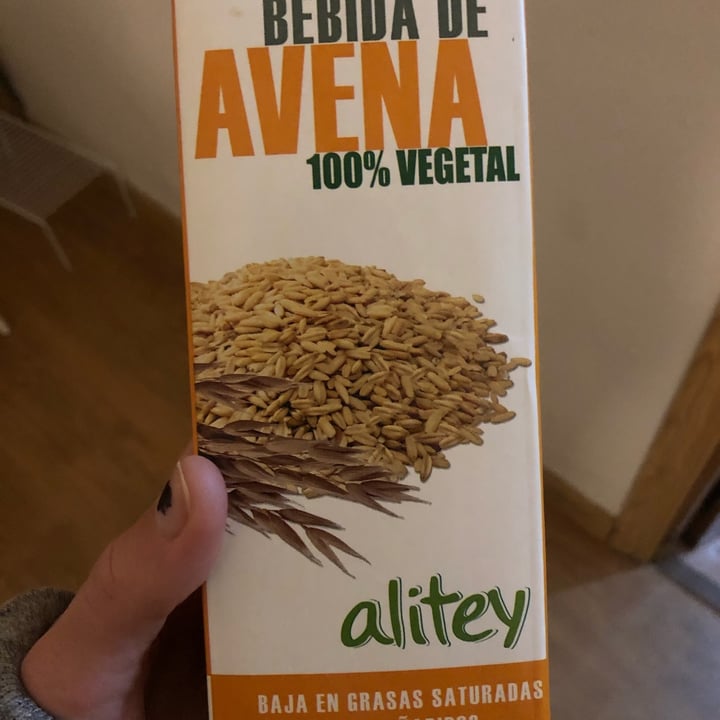 BEBIDA DE
AVENA
100% VEGETAL
alitey
BAJA EN GRASAS SATURADAS